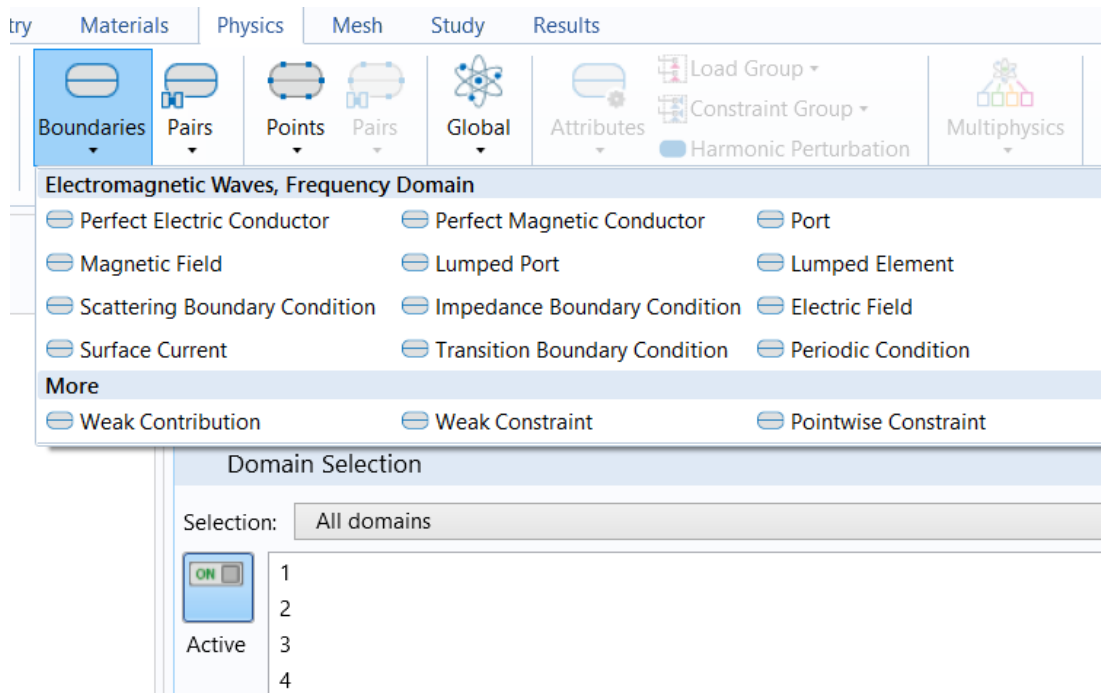 try Materials Physics Mesh Study Results
Load Group
Constraint Group
Boundaries Pairs Points Pairs Global Attributes Harmonic Perturbation Multiphysics
Electromagnetic Waves, Frequency Domain
Perfect Electric Conductor Perfect Magnetic Conductor Port
Magnetic Field Lumped Port Lumped Element
Scattering Boundary Condition Impedance Boundary Condition Electric Field
Surface Current Transition Boundary Condition Periodic Condition
More
Weak Contribution Weak Constraint Pointwise Constraint
Domain Selection
Selection: All domains
ON 1
2
Active 3
4